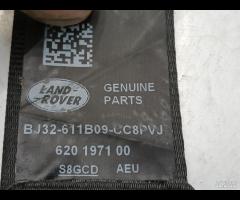 LAND
ROVER
GENUINE
PARTS
BJ32-611B09-CC8PVJ
620 1971 00
S8GCD AEU